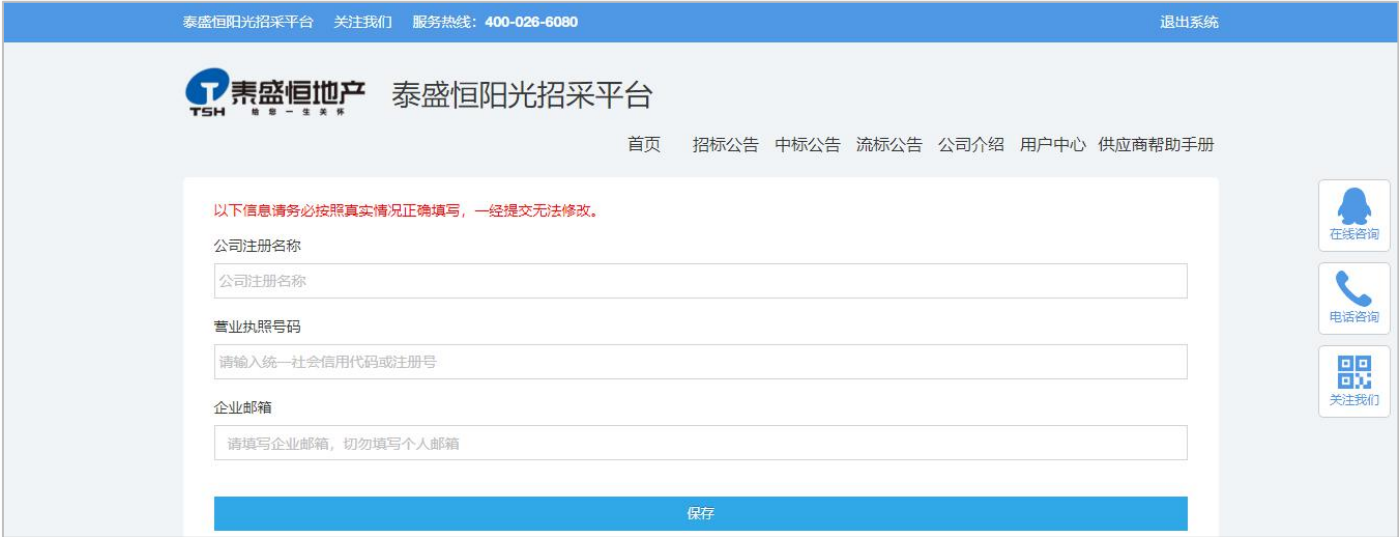 泰盛恒阳光招采平台 关注我们 服务热线：400-026-6080 退出系统
泰盛恒地产 泰盛恒阳光招采平台
TSH 给您一生关怀
首页 招标公告 中标公告 流标公告 公司介绍 用户中心 供应商帮助手册
以下信息请务必按照真实情况正确填写，一经提交无法修改。
公司注册名称
公司注册名称
营业执照号码
请输入统一社会信用代码或注册号
企业邮箱
请填写企业邮箱，切勿填写个人邮箱
保存
在线咨询
电话咨询
关注我们